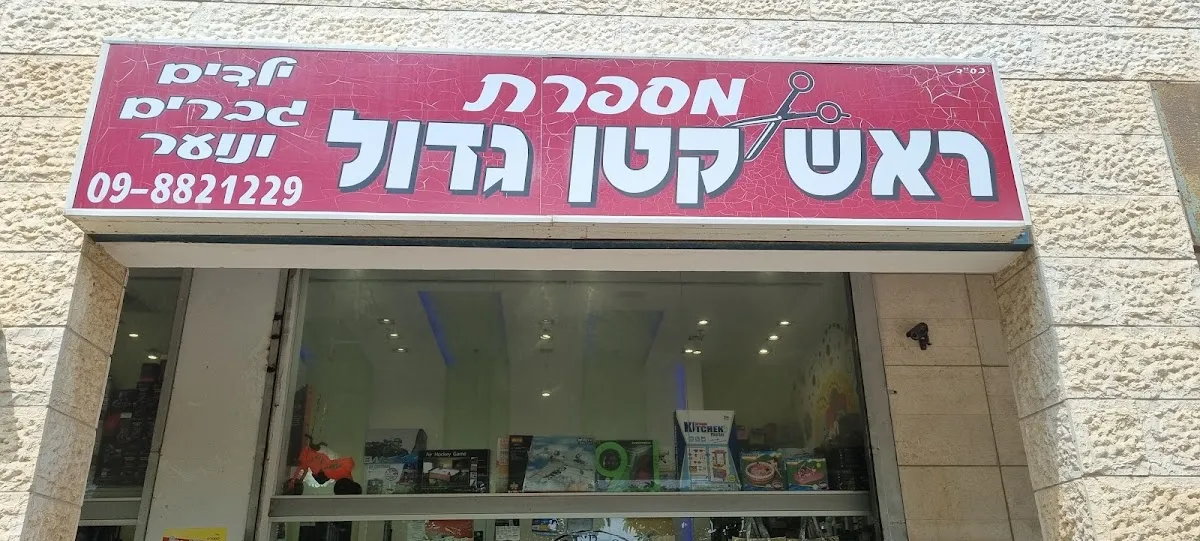 בס"ד
מספרת
ראש קטן גדול
ילדים
גברים
ונוער
09-8821229
Air Hockey Game
KITCHEN